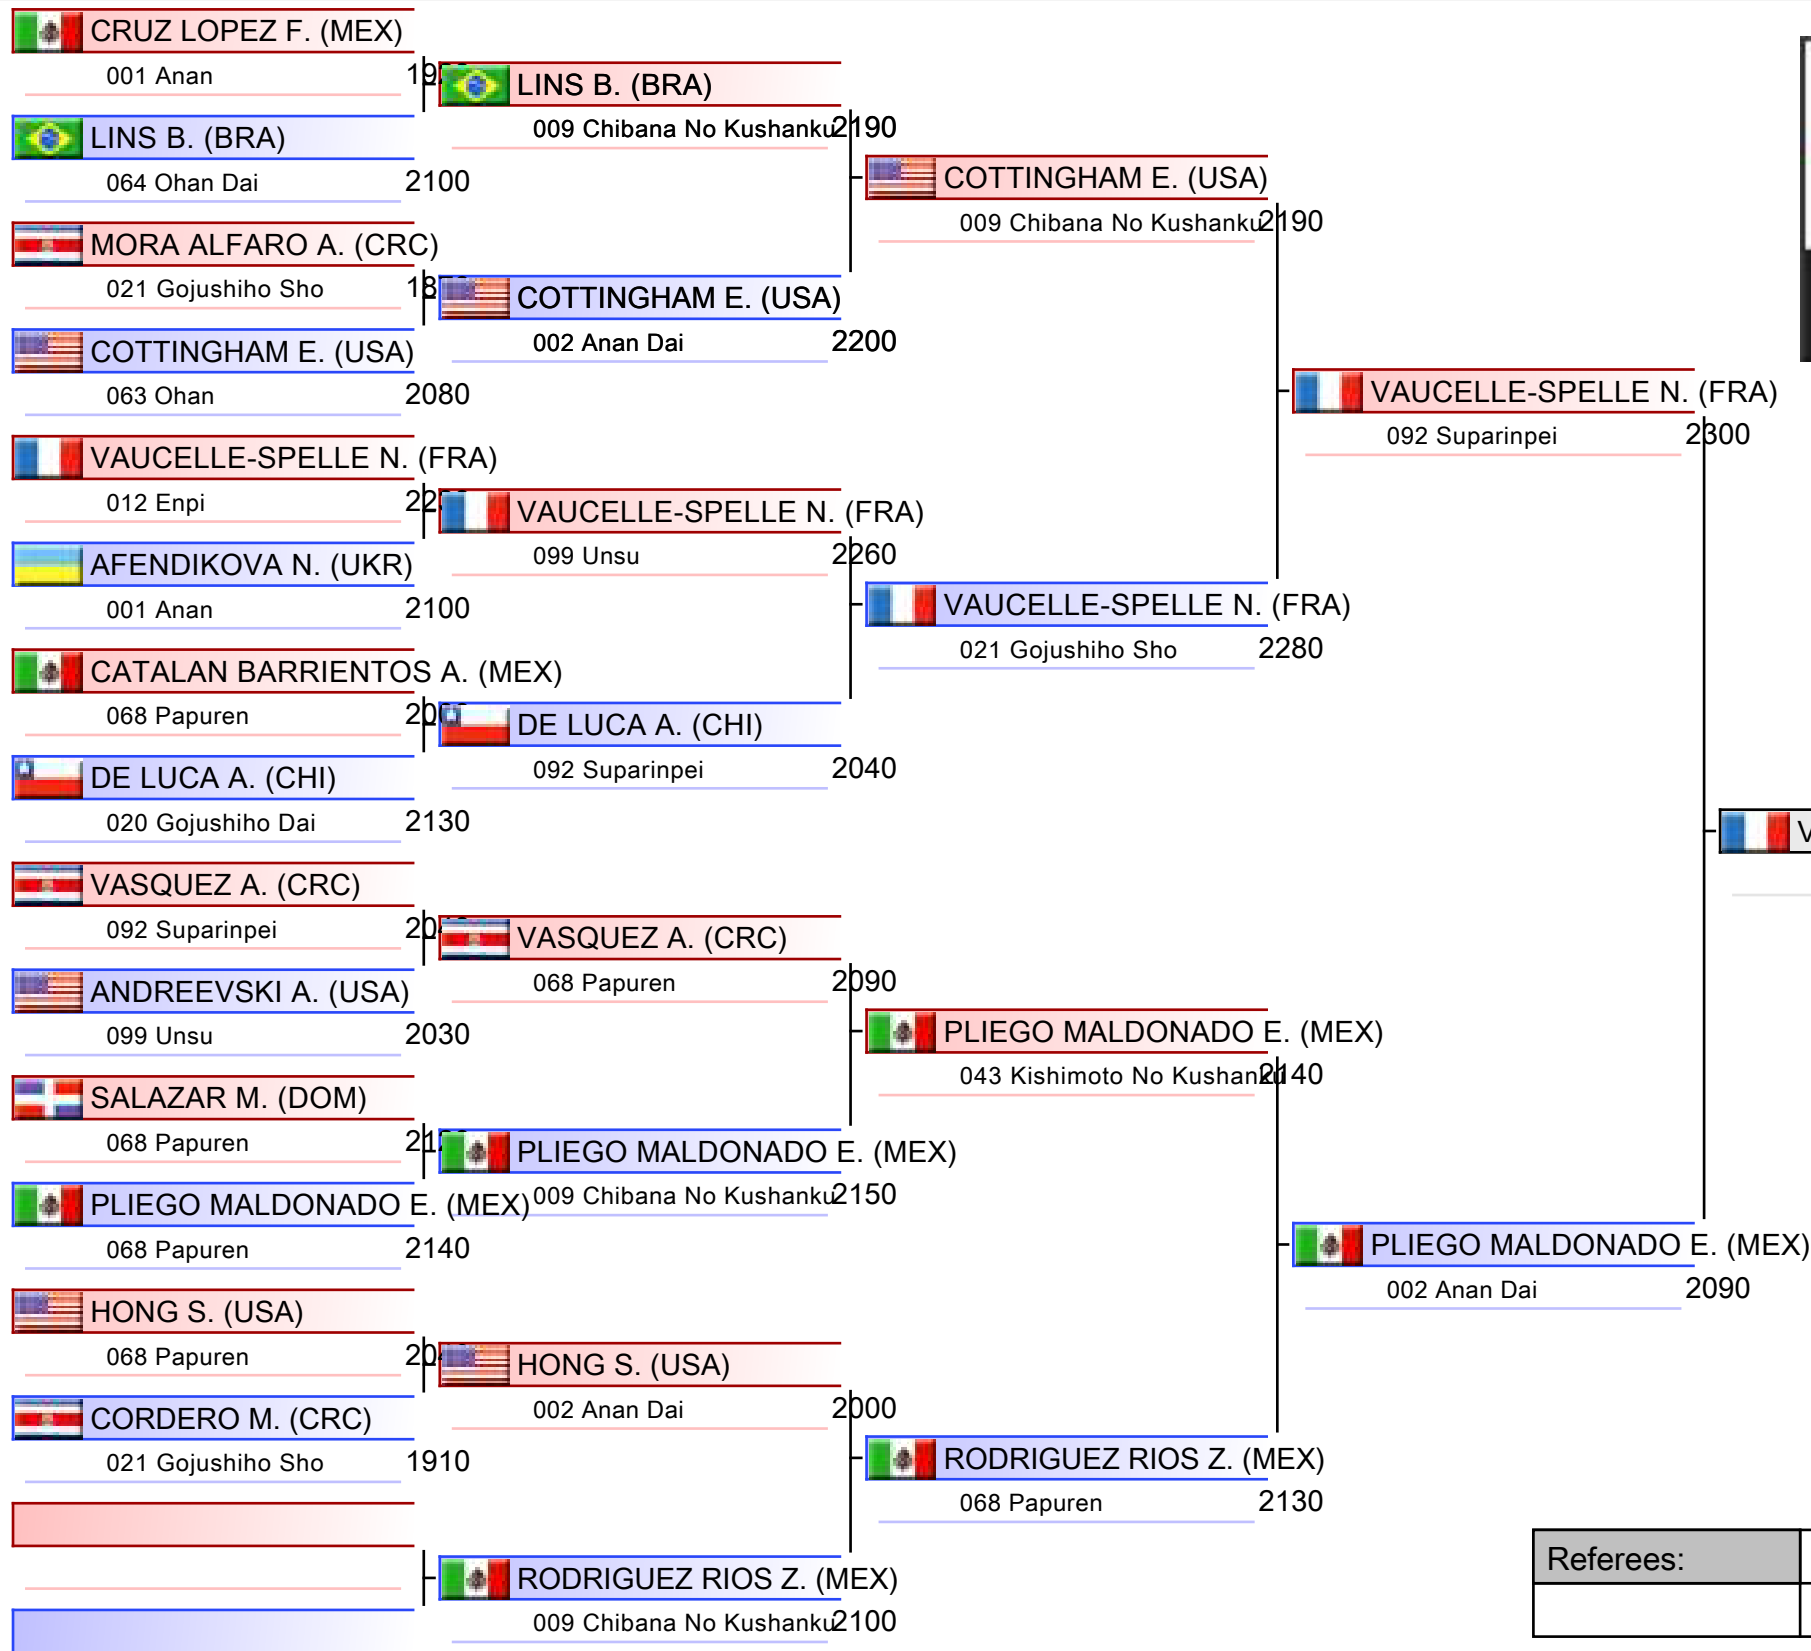 CRUZ LOPEZ F. (MEX)
001 Anan
LINS B. (BRA)
064 Ohan Dai 2100
MORA ALFARO A. (CRC)
021 Gojushiho Sho
COTTINGHAM E. (USA)
063 Ohan 2080
VAUCELLE-SPELLE N. (FRA)
012 Enpi
AFENDIKOVA N. (UKR)
001 Anan 2100
CATALAN BARRIENTOS A. (MEX)
068 Papuren
DE LUCA A. (CHI)
020 Gojushiho Dai 2130
VASQUEZ A. (CRC)
092 Suparinpei
ANDREEVSKI A. (USA)
099 Unsu 2030
SALAZAR M. (DOM)
068 Papuren
PLIEGO MALDONADO E. (MEX)
068 Papuren 2140
HONG S. (USA)
068 Papuren
CORDERO M. (CRC)
021 Gojushiho Sho 1910
LINS B. (BRA)
009 Chibana No Kushanku 2190
COTTINGHAM E. (USA)
002 Anan Dai 2200
VAUCELLE-SPELLE N. (FRA)
099 Unsu 2260
DE LUCA A. (CHI)
092 Suparinpei 2040
VASQUEZ A. (CRC)
068 Papuren 2090
PLIEGO MALDONADO E. (MEX)
009 Chibana No Kushanku 2150
HONG S. (USA)
002 Anan Dai 2000
RODRIGUEZ RIOS Z. (MEX)
009 Chibana No Kushanku 2100
COTTINGHAM E. (USA)
009 Chibana No Kushanku 2190
VAUCELLE-SPELLE N. (FRA)
021 Gojushiho Sho 2280
PLIEGO MALDONADO E. (MEX)
043 Kishimoto No Kushanku 2140
RODRIGUEZ RIOS Z. (MEX)
068 Papuren 2130
VAUCELLE-SPELLE N. (FRA)
092 Suparinpei 2300
PLIEGO MALDONADO E. (MEX)
002 Anan Dai 2090
Referees: